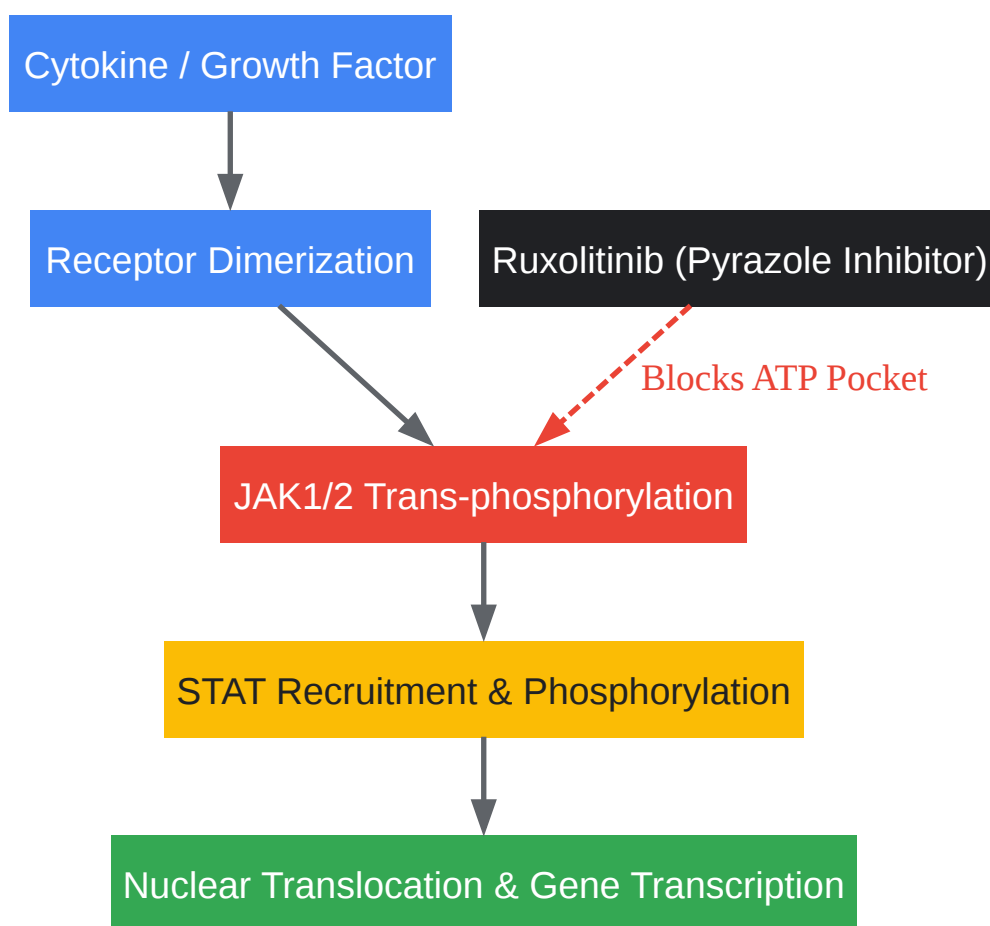 Cytokine / Growth Factor
Receptor Dimerization
Ruxolitinib (Pyrazole Inhibitor)
Blocks ATP Pocket
JAK1/2 Trans-phosphorylation
STAT Recruitment & Phosphorylation
Nuclear Translocation & Gene Transcription